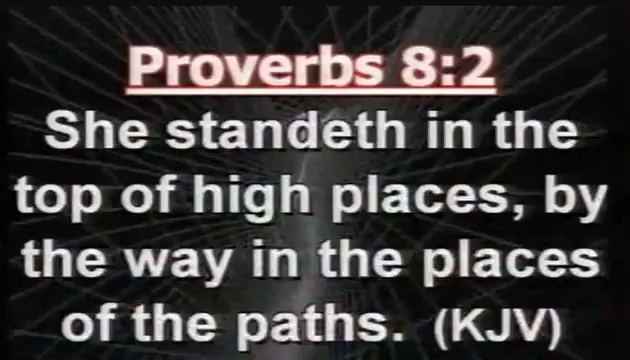 Proverbs 8:2
She standeth in the
top of high places, by
the way in the places
of the paths. (KJV)